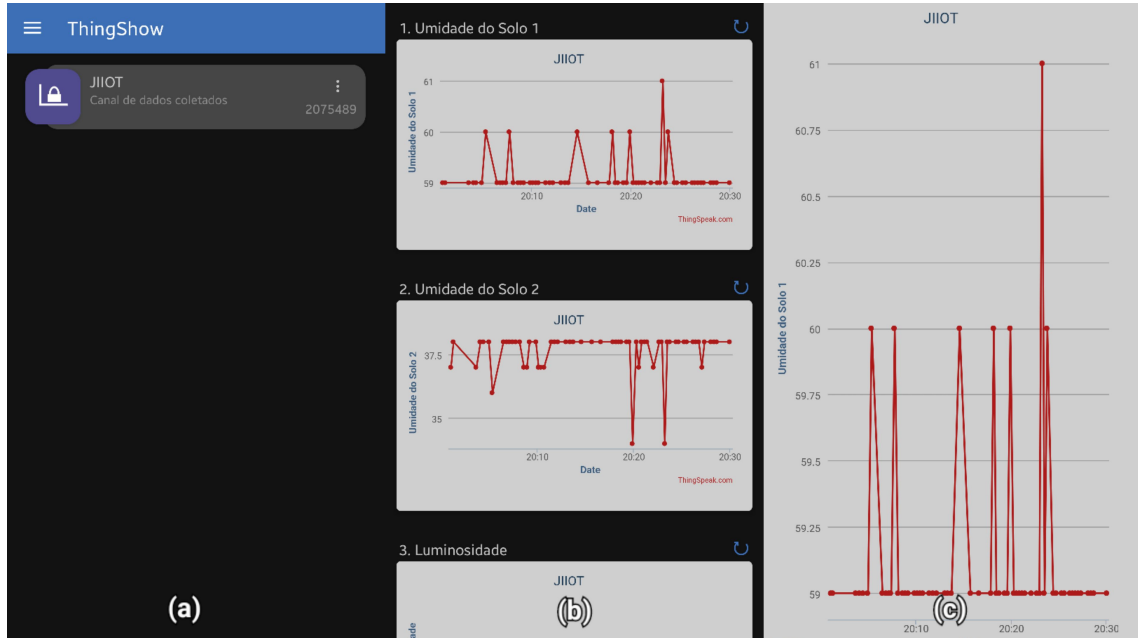 ThingShow
JIIOT
Canal de dados coletados
2075489
(a)
1. Umidade do Solo 1
JIIOT
Umidade do Solo 1
61
60
59
20:10
20:20
20:30
Date
ThingSpeak.com
2. Umidade do Solo 2
JIIOT
Umidade do Solo 2
37.5
35
20:10
20:20
20:30
Date
ThingSpeak.com
3. Luminosidade
JIIOT
ade
(b)
JIIOT
Umidade do Solo 1
61
60.75
60.5
60.25
60
59.75
59.5
59.25
59
20:10
20:20
20:30
(c)